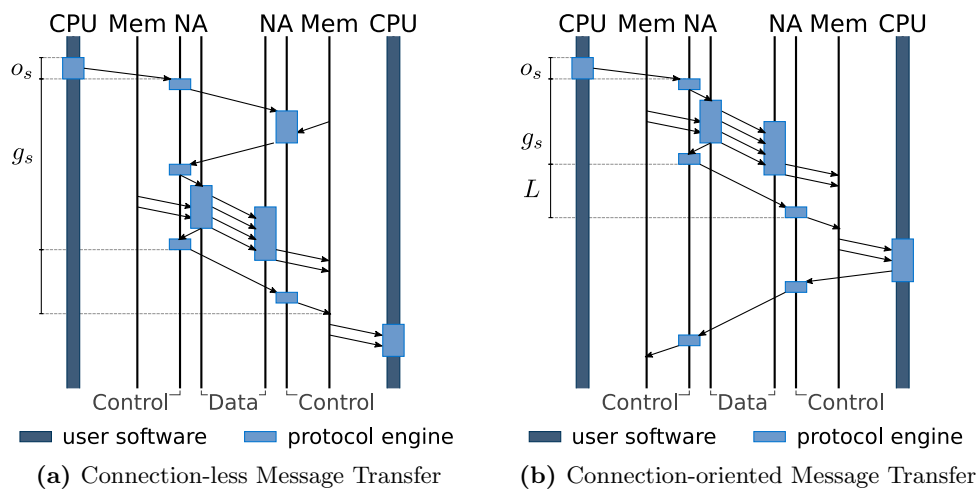 CPU Mem NA NA Mem CPU
o_s
g_s
Control Data Control
user software protocol engine
(a) Connection-less Message Transfer
CPU Mem NA NA Mem CPU
o_s
g_s
L
Control Data Control
user software protocol engine
(b) Connection-oriented Message Transfer